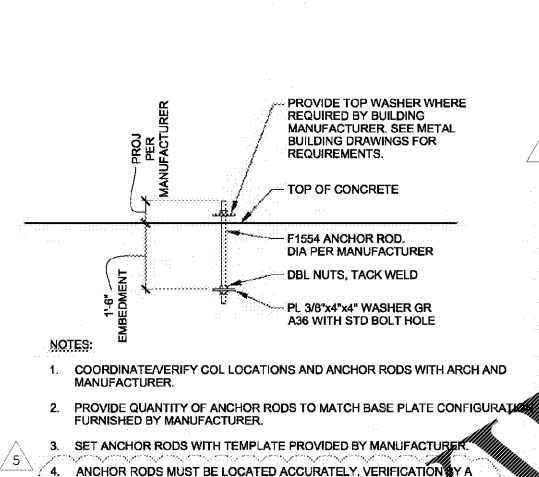 PROVIDE TOP WASHER WHERE
REQUIRED BY BUILDING
MANUFACTURER. SEE METAL
BUILDING DRAWINGS FOR
REQUIREMENTS.
PROJ
PER
MANUFACTURER
TOP OF CONCRETE
F1554 ANCHOR ROD.
DIA PER MANUFACTURER
DBL NUTS, TACK WELD
1'-6"
EMBEDMENT
PL 3/8"x4"x4" WASHER GR
A36 WITH STD BOLT HOLE
NOTES:
1. COORDINATE/VERIFY COL LOCATIONS AND ANCHOR RODS WITH ARCH AND
MANUFACTURER.
2. PROVIDE QUANTITY OF ANCHOR RODS TO MATCH BASE PLATE CONFIGURATION
FURNISHED BY MANUFACTURER.
3. SET ANCHOR RODS WITH TEMPLATE PROVIDED BY MANUFACTURER.
5
4. ANCHOR RODS MUST BE LOCATED ACCURATELY. VERIFICATION BY A